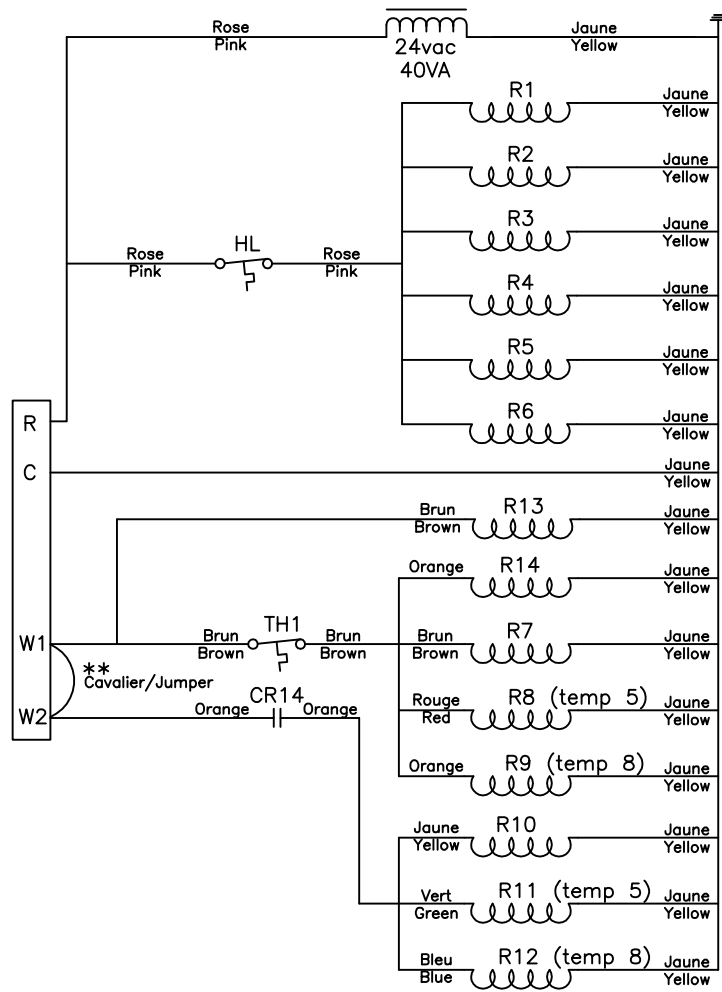 Rose
Pink
24vac
40VA
Jaune
Yellow
R1
Jaune
Yellow
R2
Jaune
Yellow
R3
Jaune
Yellow
Rose
Pink
HL
Rose
Pink
R4
Jaune
Yellow
R5
Jaune
Yellow
R
R6
Jaune
Yellow
C
Jaune
Yellow
Brun
Brown
R13
Jaune
Yellow
Orange
R14
Jaune
Yellow
W1
Brun
Brown
TH1
Brun
Brown
Brun
Brown
R7
Jaune
Yellow
**
Cavalier/Jumper
W2
Orange
CR14
Orange
Rouge
Red
R8 (temp 5)
Jaune
Yellow
Orange
R9 (temp 8)
Jaune
Yellow
Jaune
Yellow
R10
Jaune
Yellow
Vert
Green
R11 (temp 5)
Jaune
Yellow
Bleu
Blue
R12 (temp 8)
Jaune
Yellow